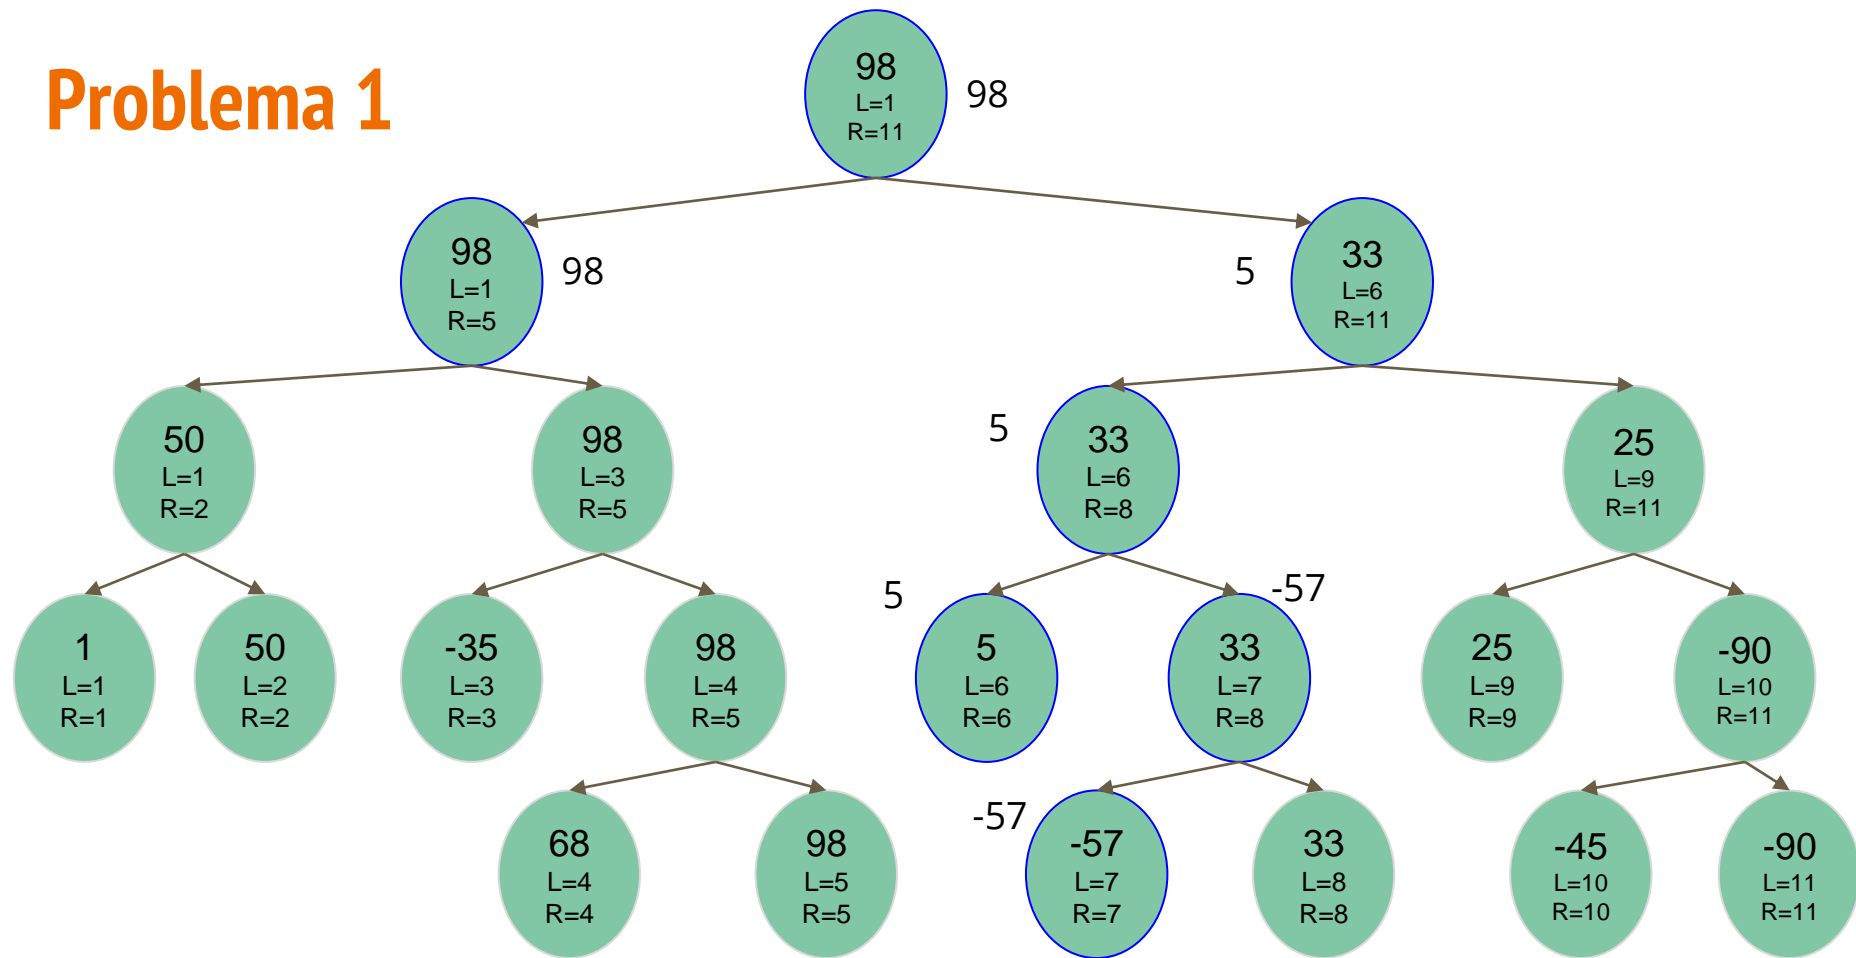 Problema 1
98
L=1
R=11
98
98
L=1
R=5
98
5
33
L=6
R=11
50
L=1
R=2
98
L=3
R=5
5
33
L=6
R=8
25
L=9
R=11
1
L=1
R=1
50
L=2
R=2
-35
L=3
R=3
98
L=4
R=5
5
5
L=6
R=6
-57
33
L=7
R=8
25
L=9
R=9
-90
L=10
R=11
68
L=4
R=4
98
L=5
R=5
-57
-57
L=7
R=7
33
L=8
R=8
-45
L=10
R=10
-90
L=11
R=11